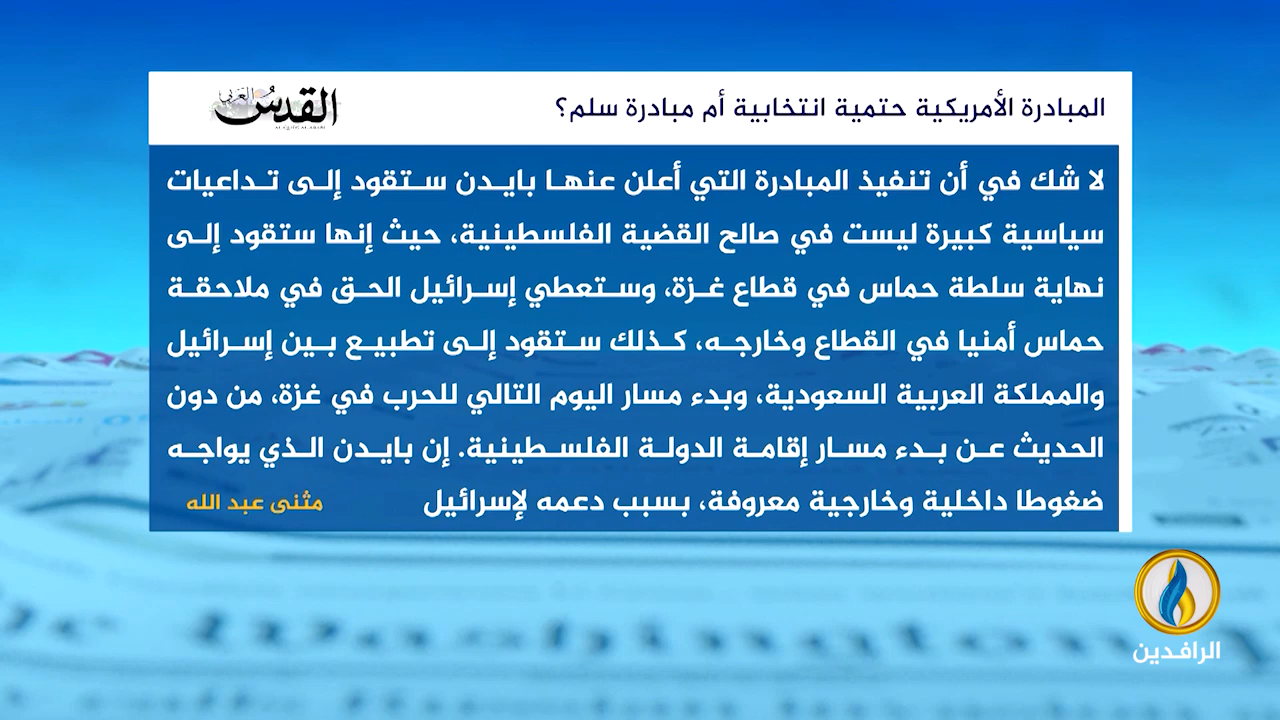 المبادرة الأمريكية حتمية انتخابية أم مبادرة سلم؟
القدس العربي
لا شك في أن تنفيذ المبادرة التي أعلن عنها بايدن ستقود إلى تداعيات
سياسية كبيرة ليست في صالح القضية الفلسطينية، حيث إنها ستقود إلى
نهاية سلطة حماس في قطاع غزة، وستعطي إسرائيل الحق في ملاحقة
حماس أمنيا في القطاع وخارجه، كذلك ستقود إلى تطبيع بين إسرائيل
والمملكة العربية السعودية، وبدء مسار اليوم التالي للحرب في غزة، من دون
الحديث عن بدء مسار إقامة الدولة الفلسطينية. إن بايدن الذي يواجه
ضغوطا داخلية وخارجية معروفة، بسبب دعمه لإسرائيل
مثنى عبد الله
الرافدين